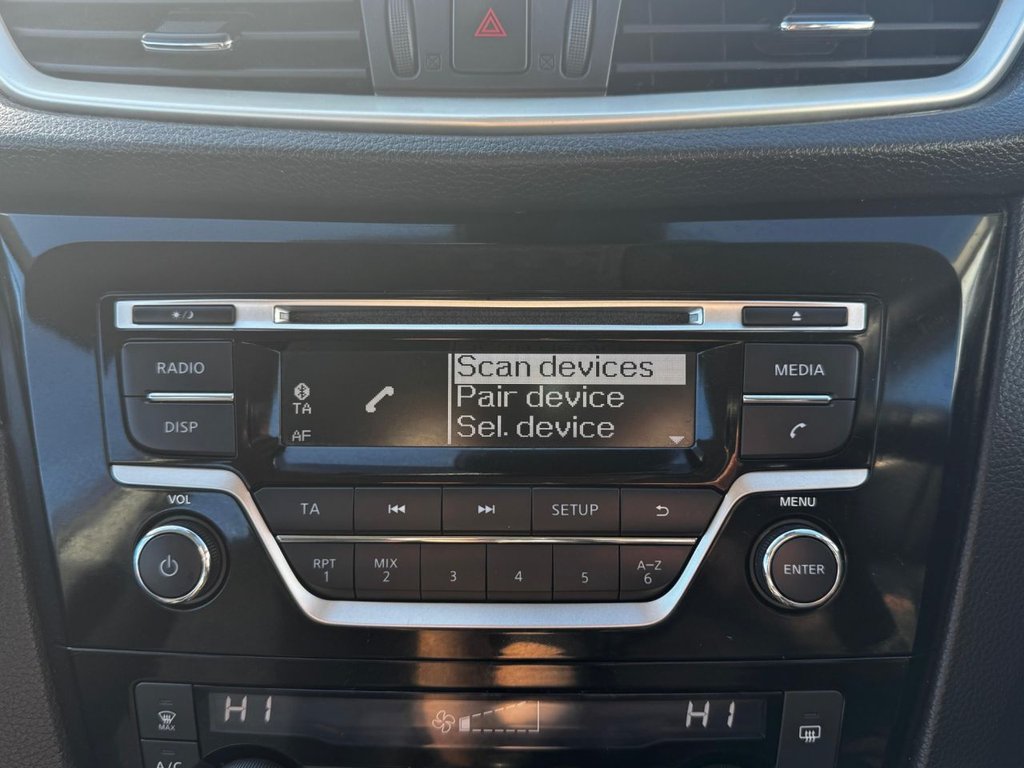 RADIO
DISP
TA
AF
Scan devices
Pair device
Sel. device
MEDIA
VOL
MENU
TA
SETUP
RPT
1
MIX
2
3
4
5
A-Z
6
ENTER
MAX
A/C
HI
HI